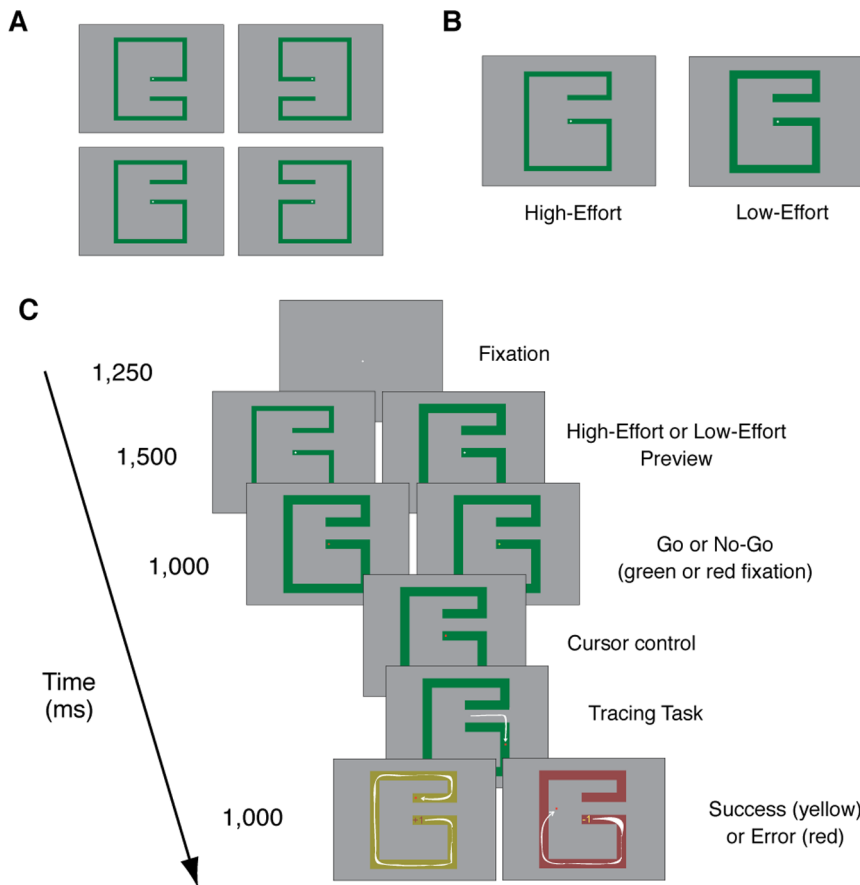 A
B
High-Effort
Low-Effort
C
Fixation
1,250
High-Effort or Low-Effort
Preview
1,500
Go or No-Go
(green or red fixation)
1,000
Cursor control
Time
(ms)
Tracing Task
1,000
Success (yellow)
or Error (red)
-1